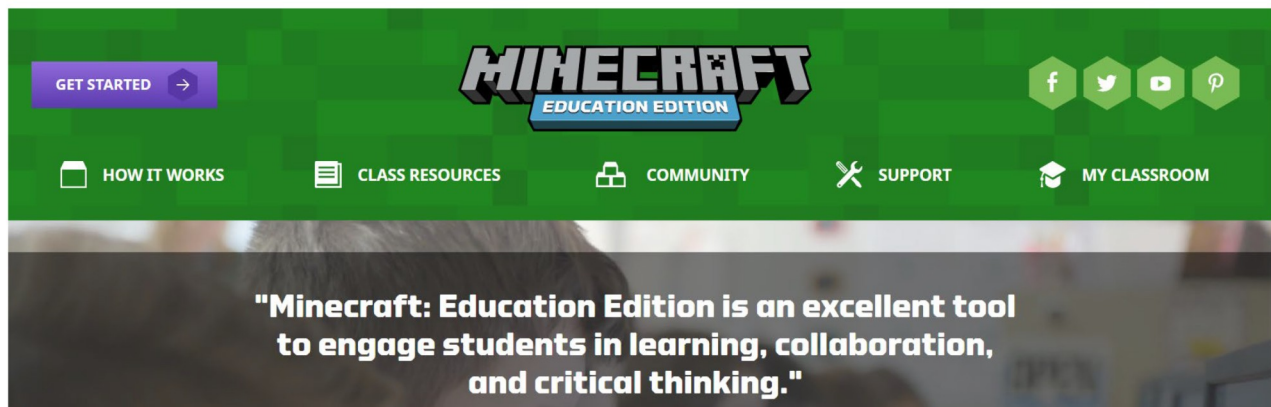 GET STARTED
MINECRAFT
EDUCATION EDITION
HOW IT WORKS
CLASS RESOURCES
COMMUNITY
SUPPORT
MY CLASSROOM
"Minecraft: Education Edition is an excellent tool
to engage students in learning, collaboration,
and critical thinking."
OPEN